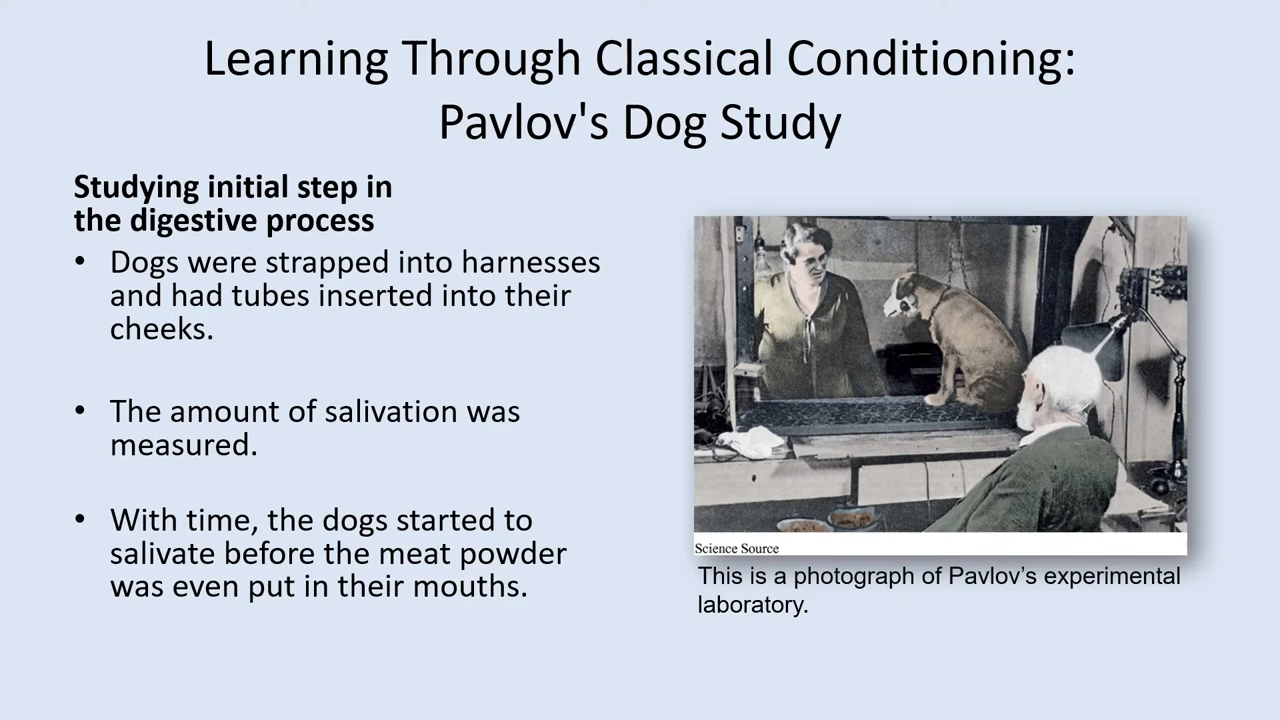 Learning Through Classical Conditioning:
Pavlov's Dog Study
Studying initial step in
the digestive process
• Dogs were strapped into harnesses
and had tubes inserted into their
cheeks.
• The amount of salivation was
measured.
• With time, the dogs started to
salivate before the meat powder
was even put in their mouths.
Science Source
This is a photograph of Pavlov’s experimental
laboratory.